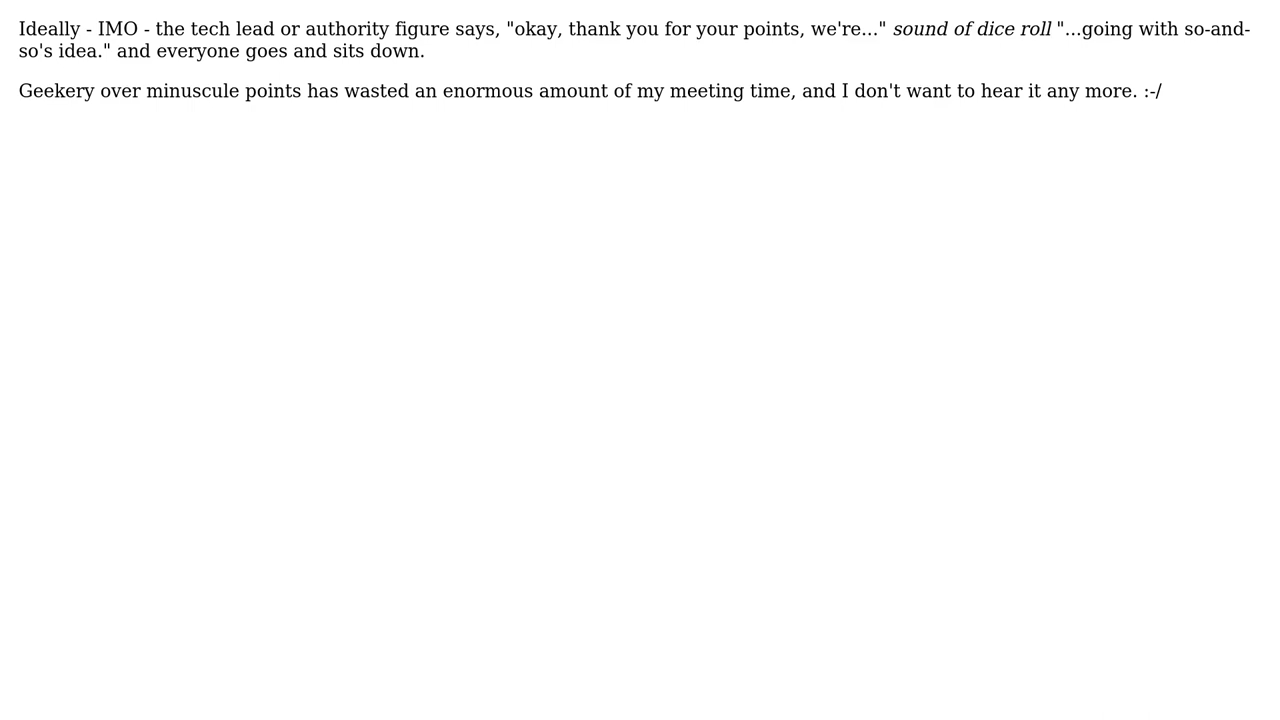 Ideally - IMO - the tech lead or authority figure says, "okay, thank you for your points, we're..." sound of dice roll "...going with so-and-
so's idea." and everyone goes and sits down.
Geekery over minuscule points has wasted an enormous amount of my meeting time, and I don't want to hear it any more. :-/